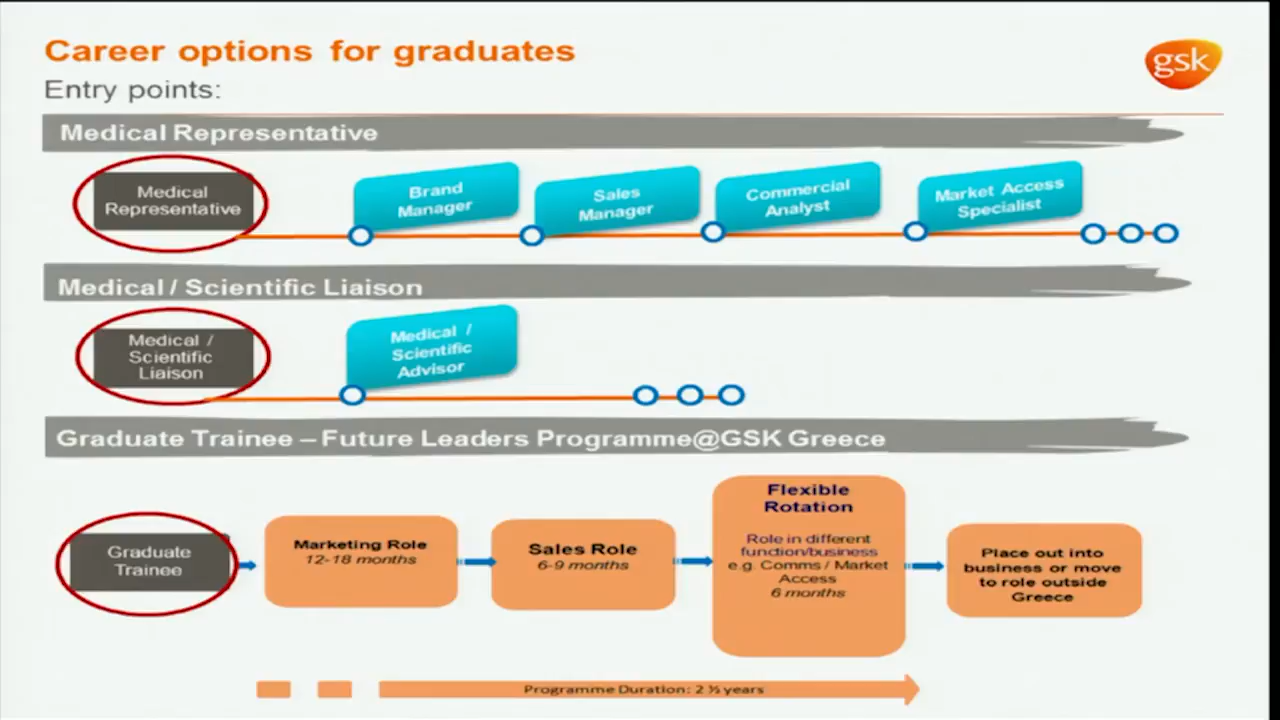 Career options for graduates
gsk
Entry points:
Medical Representative
Medical
Representative
Brand
Manager
Sales
Manager
Commercial
Analyst
Market Access
Specialist
Medical / Scientific Liaison
Medical /
Scientific
Liaison
Medical /
Scientific
Advisor
Graduate Trainee – Future Leaders Programme@GSK Greece
Graduate
Trainee
Marketing Role
12-18 months
Sales Role
6-9 months
Flexible
Rotation
Role in different
function/business
e.g. Comms / Market
Access
6 months
Place out into
business or move
to role outside
Greece
Programme Duration: 2 ½ years